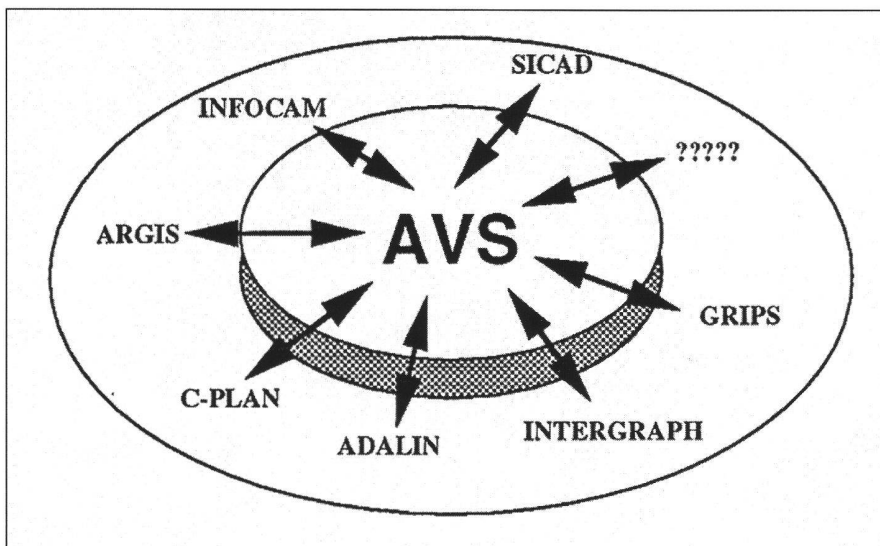 SICAD
INFOCAM
?????
ARGIS
AVS
GRIPS
C-PLAN
ADALIN
INTERGRAPH